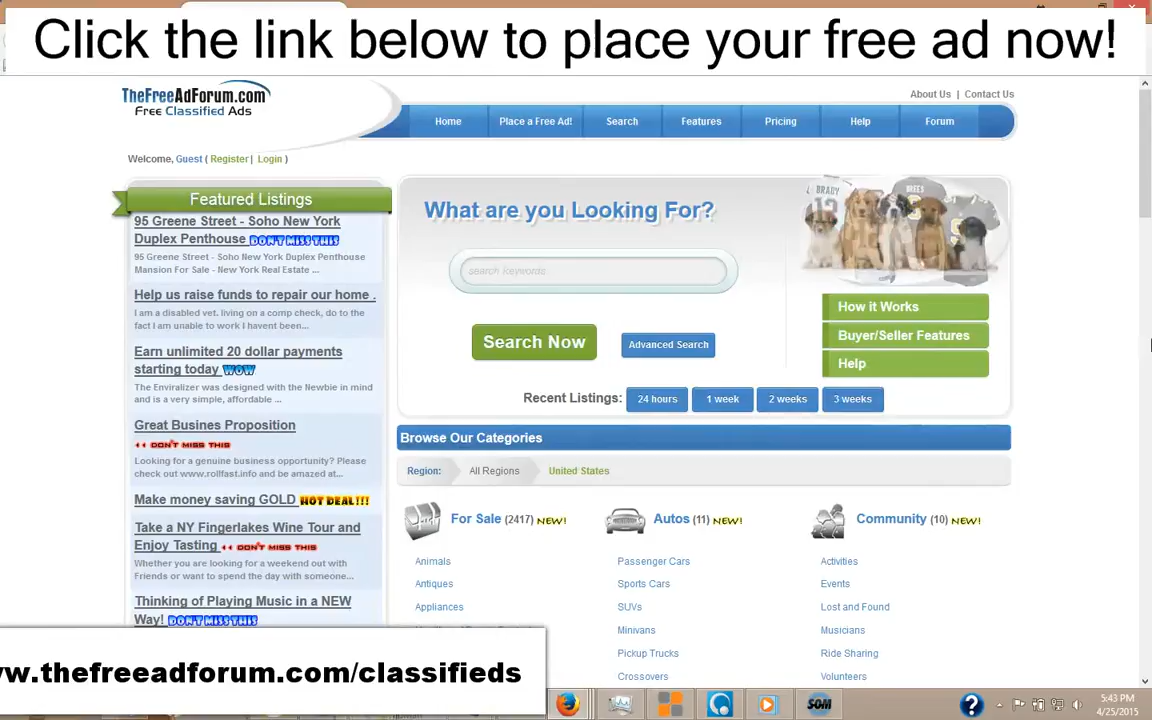 Click the link below to place your free ad now!
TheFreeAdForum.com
Free Classified Ads
About Us | Contact Us
Home Place a Free Ad! Search Features Pricing Help Forum
Welcome, Guest ( Register | Login )
Featured Listings
95 Greene Street - Soho New York
Duplex Penthouse DON'T MISS THIS
95 Greene Street - Soho New York Duplex Penthouse
Mansion For Sale - New York Real Estate ...
Help us raise funds to repair our home .
I am a disabled vet. living on a comp check, do to the
fact I am unable to work I havent been...
Earn unlimited 20 dollar payments
starting today WOW
The Enviralizer was designed with the Newbie in mind
and is a very simple, affordable ...
Great Busines Proposition
DON'T MISS THIS
Looking for a genuine business opportunity? Please
check out www.rollfast.info and be amazed at...
Make money saving GOLD HOT DEAL!!!
Take a NY Fingerlakes Wine Tour and
Enjoy Tasting DON'T MISS THIS
Whether you are looking for a weekend out with
Friends or want to spend the day with someone...
Thinking of Playing Music in a NEW
Way! DON'T MISS THIS
What are you Looking For?
search keywords
Search Now Advanced Search
BRADY
BREES
How it Works
Buyer/Seller Features
Help
Recent Listings: 24 hours 1 week 2 weeks 3 weeks
Browse Our Categories
Region: All Regions United States
For Sale (2417) NEW!
Animals
Antiques
Appliances
Autos (11) NEW!
Passenger Cars
Sports Cars
SUVs
Minivans
Pickup Trucks
Crossovers
Community (10) NEW!
Activities
Events
Lost and Found
Musicians
Ride Sharing
Volunteers
w.thefreeadforum.com/classifieds
SOM
5:43 PM
4/25/2015